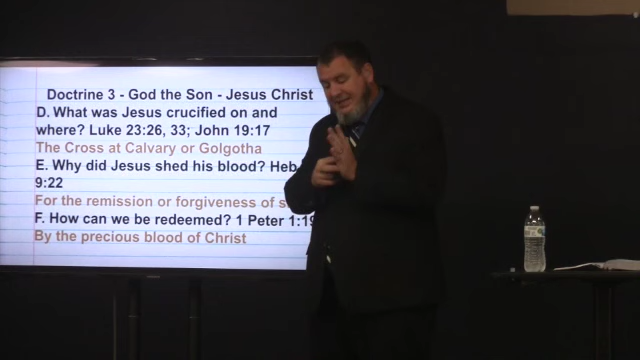 Doctrine 3 - God the Son - Jesus Christ
D. What was Jesus crucified on and
where? Luke 23:26, 33; John 19:17
The Cross at Calvary or Golgotha
E. Why did Jesus shed his blood? Heb
9:22
For the remission or forgiveness of
F. How can we be redeemed? 1 Peter 1:19
By the precious blood of Christ